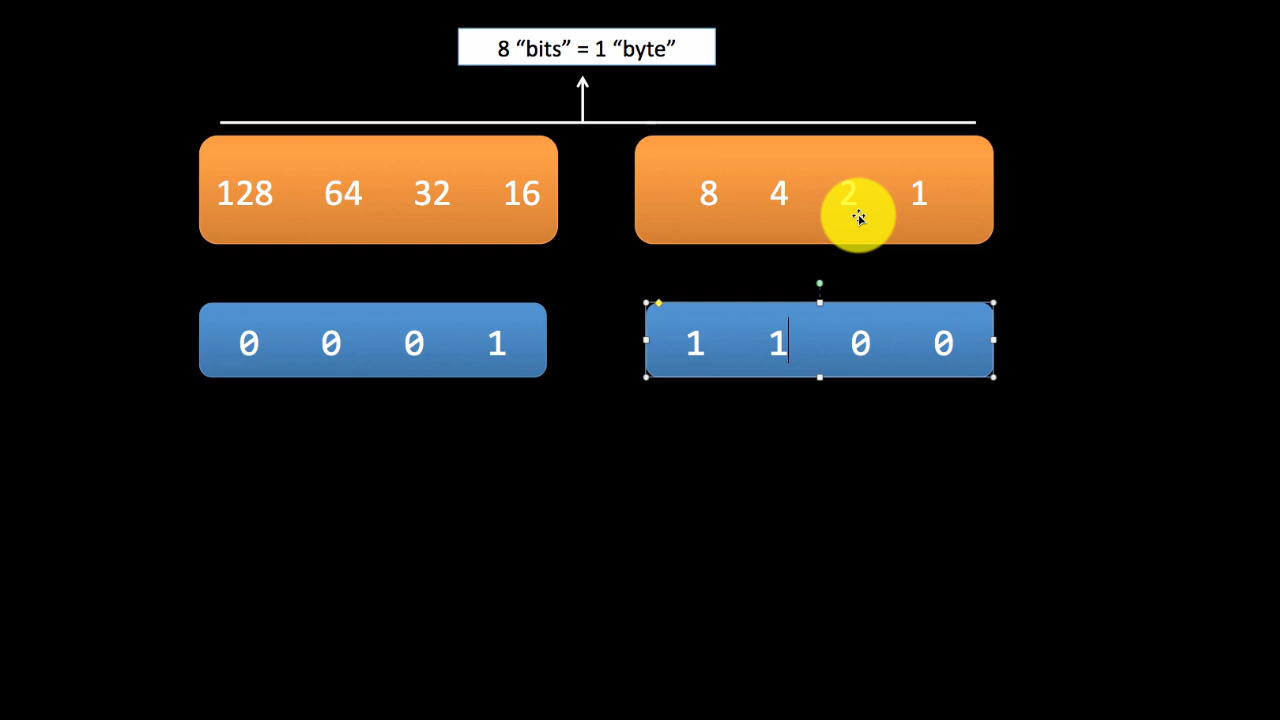 8 “bits” = 1 “byte”
128 64 32 16 8 4 2 1
0 0 0 1 1 1 0 0